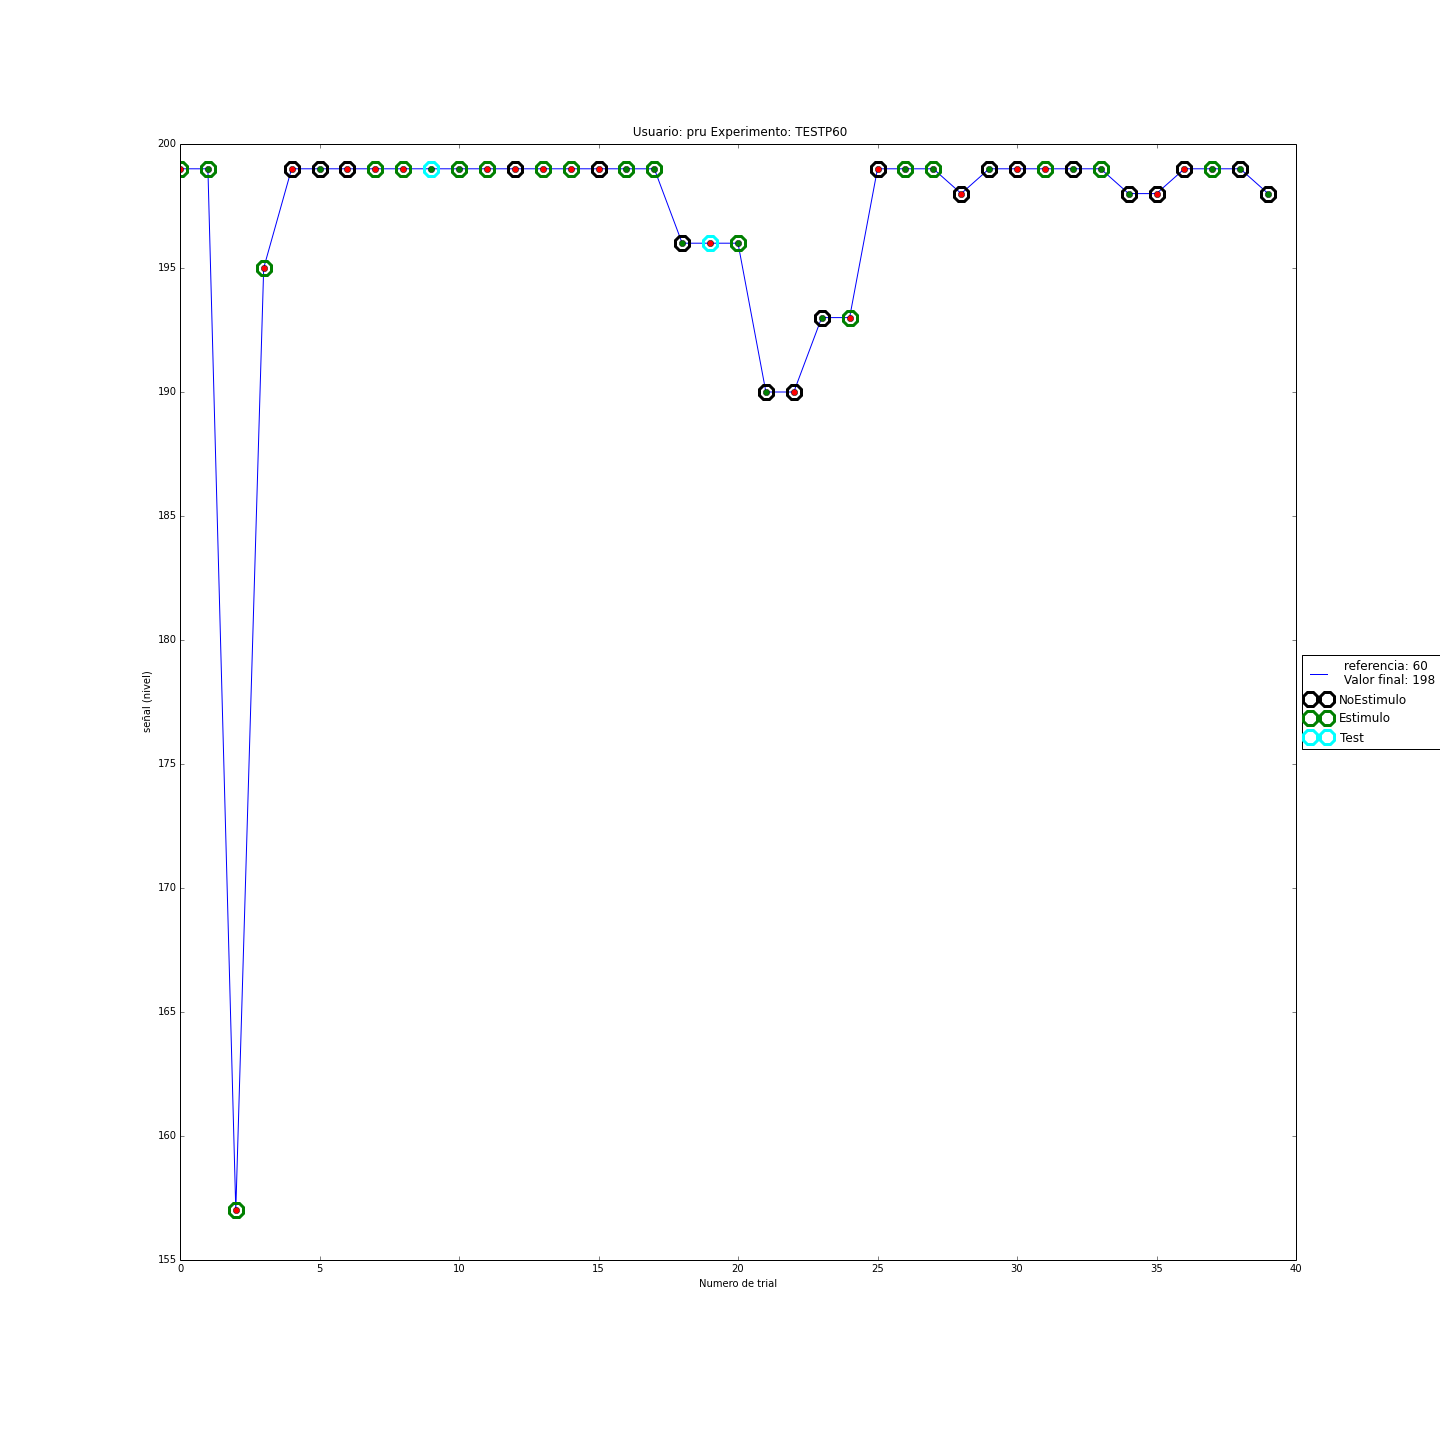 Usuario: pru Experimento: TESTP60
200
195
190
185
180
175
170
165
160
155
señal (nivel)
0 5 10 15 20 25 30 35 40
Numero de trial
referencia: 60
Valor final: 198
NoEstimulo
Estimulo
Test